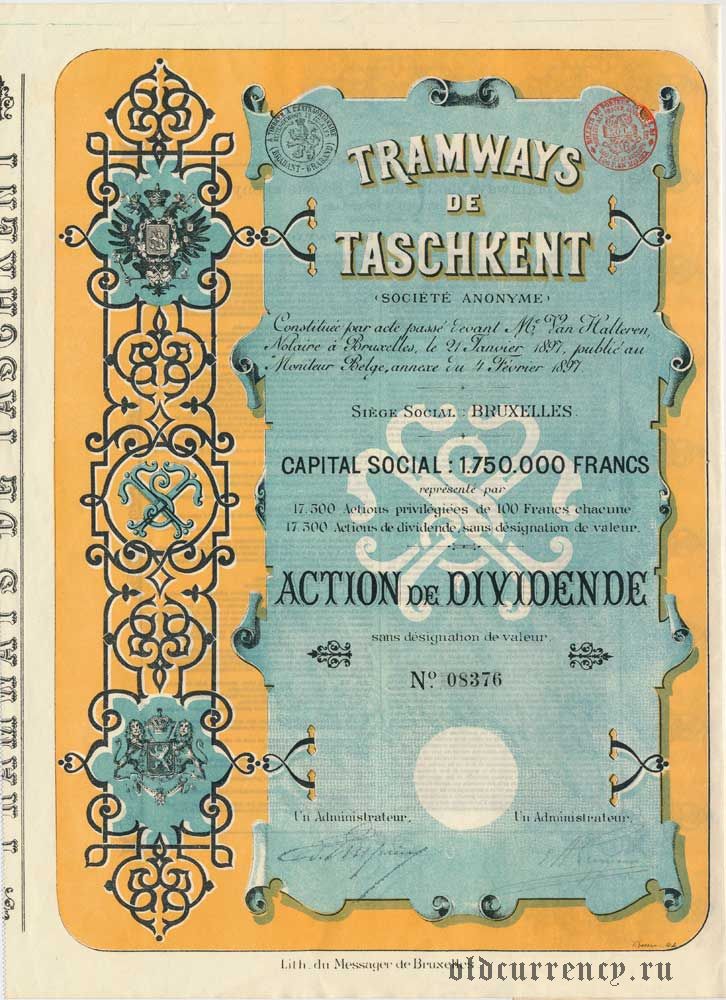 TRAMWAYS
DE
TASCHKENT
(SOCIÉTÉ ANONYME)
Constituée par acte passé devant Me Van Halteren,
Notaire à Bruxelles, le 21 Janvier 1897, publié au
Moniteur Belge, annexe du 4 Février 1897
SIÈGE SOCIAL : BRUXELLES.
CAPITAL SOCIAL : 1.750.000 FRANCS
représenté par
17.500 Actions privilégiées de 100 Francs chacune
17.500 Actions de dividende, sans désignation de valeur.
ACTION DE DIVIDENDE
sans désignation de valeur.
No. 08376
Un Administrateur, Un Administrateur,
Lith. du Messager de Bruxelles
oldcurrency.ru
(BRABANT-BRABAND)